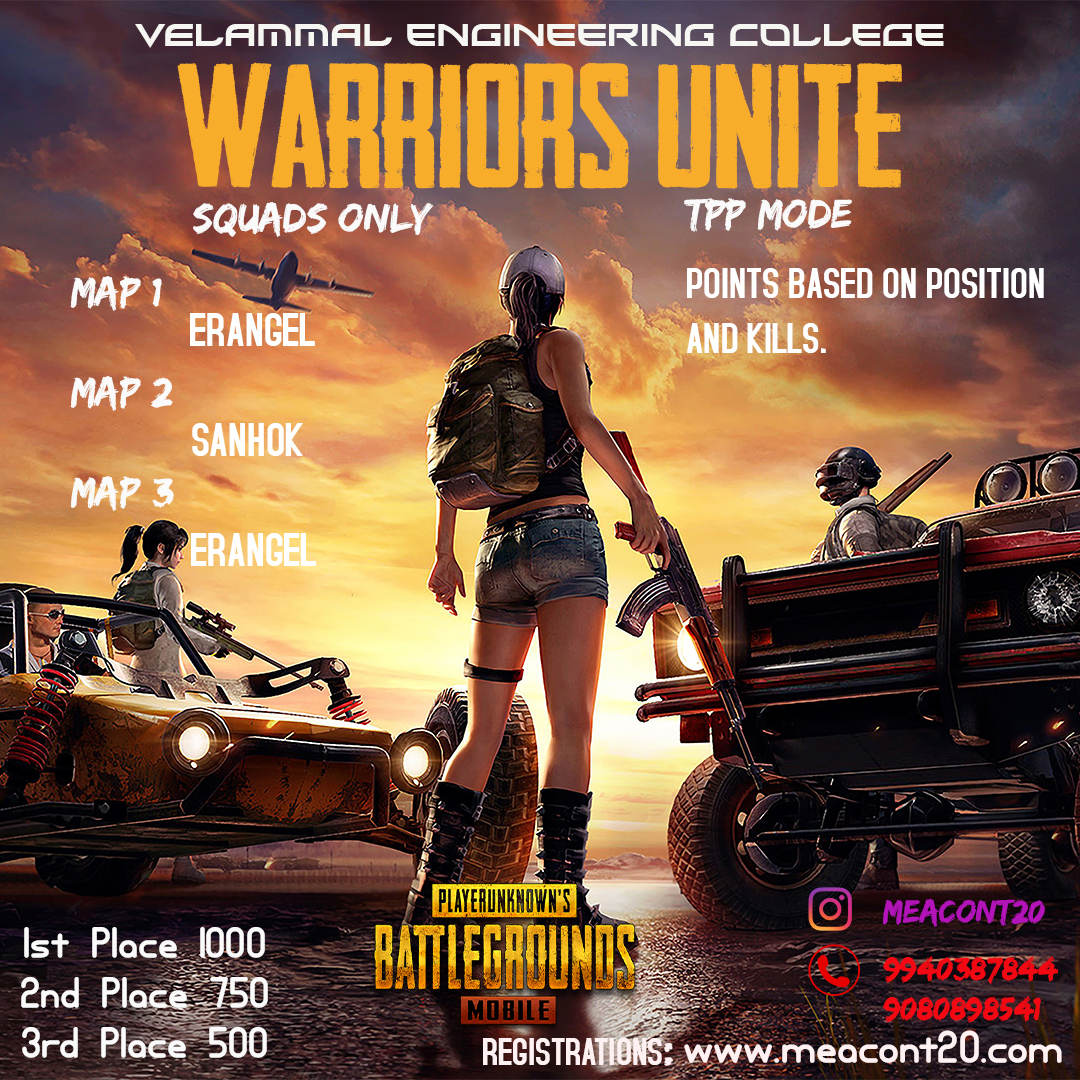 VELAMMAL ENGINEERING COLLEGE
WARRIORS UNITE
SQUADS ONLY
TPP MODE
MAP 1
ERANGEL
MAP 2
SANHOK
MAP 3
ERANGEL
POINTS BASED ON POSITION
AND KILLS.
1st Place 1000
2nd Place 750
3rd Place 500
PLAYERUNKNOWN'S
BATTLEGROUNDS
MOBILE
MEACONT20
9940387844
9080898541
REGISTRATIONS: www.meacont20.com